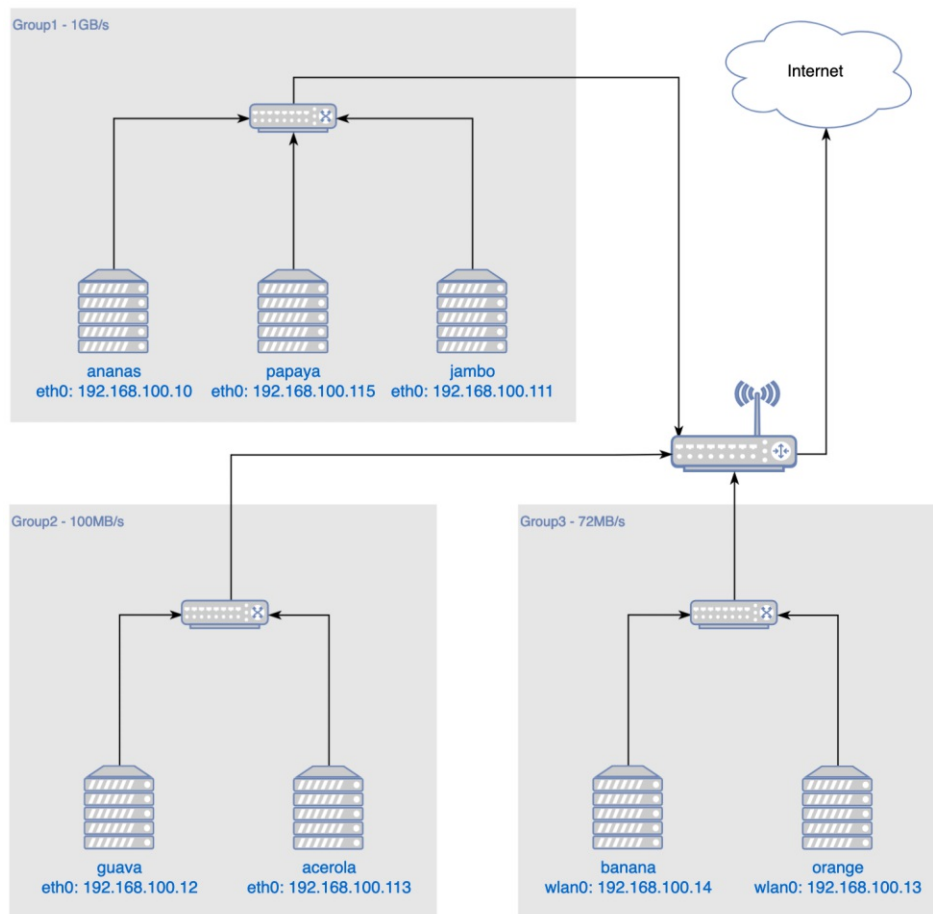 Group1 - 1GB/s
Internet
ananas
eth0: 192.168.100.10
papaya
eth0: 192.168.100.115
jambo
eth0: 192.168.100.111
Group2 - 100MB/s
guava
eth0: 192.168.100.12
acerola
eth0: 192.168.100.113
Group3 - 72MB/s
banana
wlan0: 192.168.100.14
orange
wlan0: 192.168.100.13